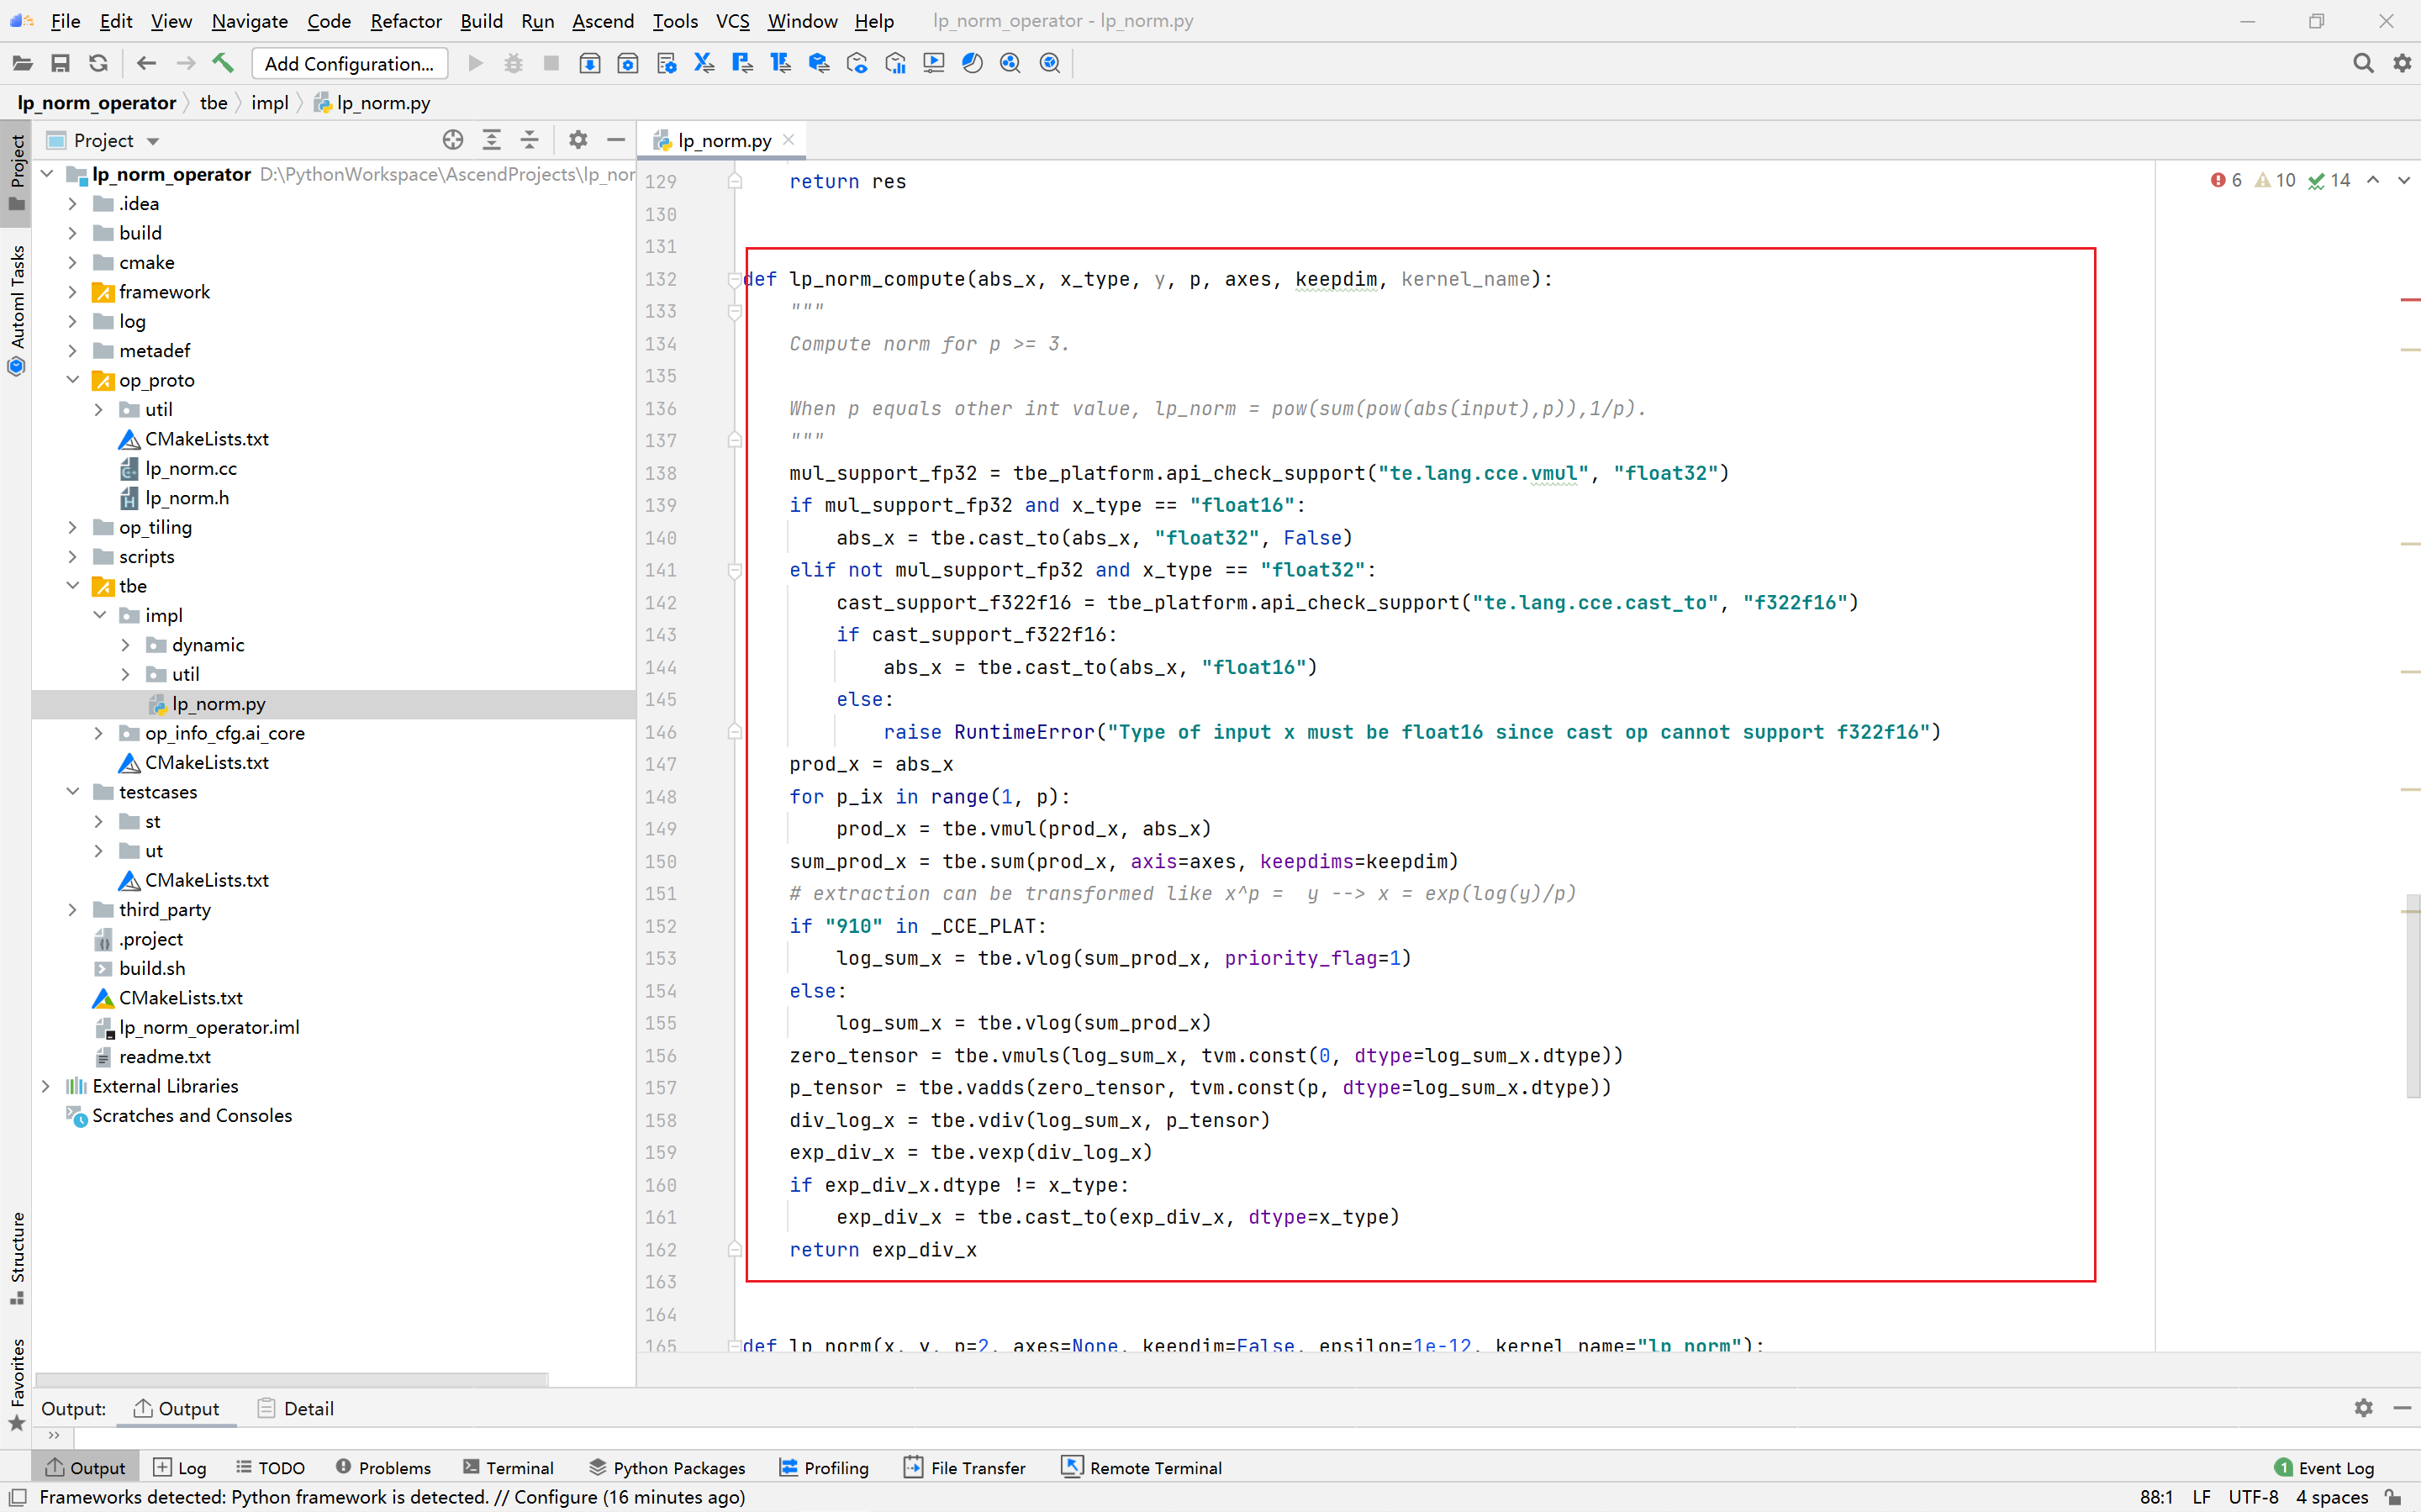 File Edit View Navigate Code Refactor Build Run Ascend Tools VCS Window Help lp_norm_operator - lp_norm.py
Add Configuration...
lp_norm_operator tbe impl lp_norm.py
Project
lp_norm.py
Project
Automl Tasks
Structure
Favorites
lp_norm_operator D:\PythonWorkspace\AscendProjects\lp_nor
.idea
build
cmake
framework
log
metadef
op_proto
util
CMakeLists.txt
lp_norm.cc
lp_norm.h
op_tiling
scripts
tbe
impl
dynamic
util
lp_norm.py
op_info_cfg.ai_core
CMakeLists.txt
testcases
st
ut
CMakeLists.txt
third_party
.project
build.sh
CMakeLists.txt
lp_norm_operator.iml
readme.txt
External Libraries
Scratches and Consoles
6 10 14
129 return res
130
131
132 def lp_norm_compute(abs_x, x_type, y, p, axes, keepdim, kernel_name):
133 """
134 Compute norm for p >= 3.
135
136 When p equals other int value, lp_norm = pow(sum(pow(abs(input),p)),1/p).
137 """
138 mul_support_fp32 = tbe_platform.api_check_support("te.lang.cce.vmul", "float32")
139 if mul_support_fp32 and x_type == "float16":
140 abs_x = tbe.cast_to(abs_x, "float32", False)
141 elif not mul_support_fp32 and x_type == "float32":
142 cast_support_f322f16 = tbe_platform.api_check_support("te.lang.cce.cast_to", "f322f16")
143 if cast_support_f322f16:
144 abs_x = tbe.cast_to(abs_x, "float16")
145 else:
146 raise RuntimeError("Type of input x must be float16 since cast op cannot support f322f16")
147 prod_x = abs_x
148 for p_ix in range(1, p):
149 prod_x = tbe.vmul(prod_x, abs_x)
150 sum_prod_x = tbe.sum(prod_x, axis=axes, keepdims=keepdim)
151 # extraction can be transformed like x^p =  y --> x = exp(log(y)/p)
152 if "910" in _CCE_PLAT:
153 log_sum_x = tbe.vlog(sum_prod_x, priority_flag=1)
154 else:
155 log_sum_x = tbe.vlog(sum_prod_x)
156 zero_tensor = tbe.vmuls(log_sum_x, tvm.const(0, dtype=log_sum_x.dtype))
157 p_tensor = tbe.vadds(zero_tensor, tvm.const(p, dtype=log_sum_x.dtype))
158 div_log_x = tbe.vdiv(log_sum_x, p_tensor)
159 exp_div_x = tbe.vexp(div_log_x)
160 if exp_div_x.dtype != x_type:
161 exp_div_x = tbe.cast_to(exp_div_x, dtype=x_type)
162 return exp_div_x
163
164
165 def lp_norm(x, y, p=2, axes=None, keepdim=False, epsilon=1e-12, kernel_name="lp_norm"):
Output: Output Detail
Output Log TODO Problems Terminal Python Packages Profiling File Transfer Remote Terminal 1 Event Log
Frameworks detected: Python framework is detected. // Configure (16 minutes ago) 88:1 LF UTF-8 4 spaces